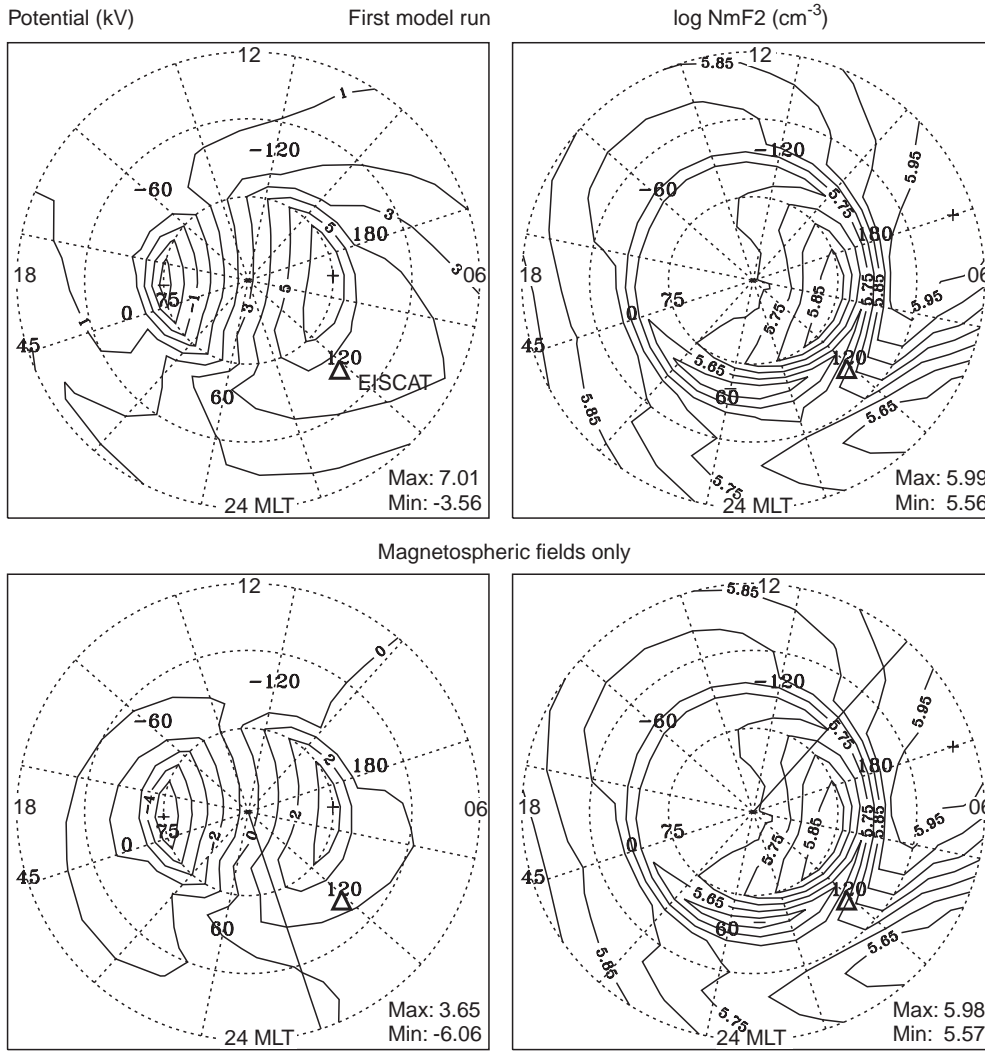 Potential (kV) First model run log NmF2 (cm-3)
12 12
1 5.85
-120 -120
5.95
-60 -60
3 5.75
5 180 180
18 3 06 18 06
75 -1 5 75 5.75 5.85
0 3 0 5.85 5.95
1 5.75
45 120 45 5.65 120
EISCAT
60 60 5.65
5.85
Max: 7.01 Max: 5.99
24 MLT Min: -3.56 5.75 24 MLT Min: 5.56
Magnetospheric fields only
12 12
5.85
0
-120 -120
5.95
-60 -60
5.75
2 180 180
18 -4 06 18 06
75 2 75 5.75 5.85
0 -2 0 0 5.85 5.95
5.75
45 120 45 5.65 120
60 60 5.65
5.85
Max: 3.65 Max: 5.98
24 MLT Min: -6.06 5.75 24 MLT Min: 5.57